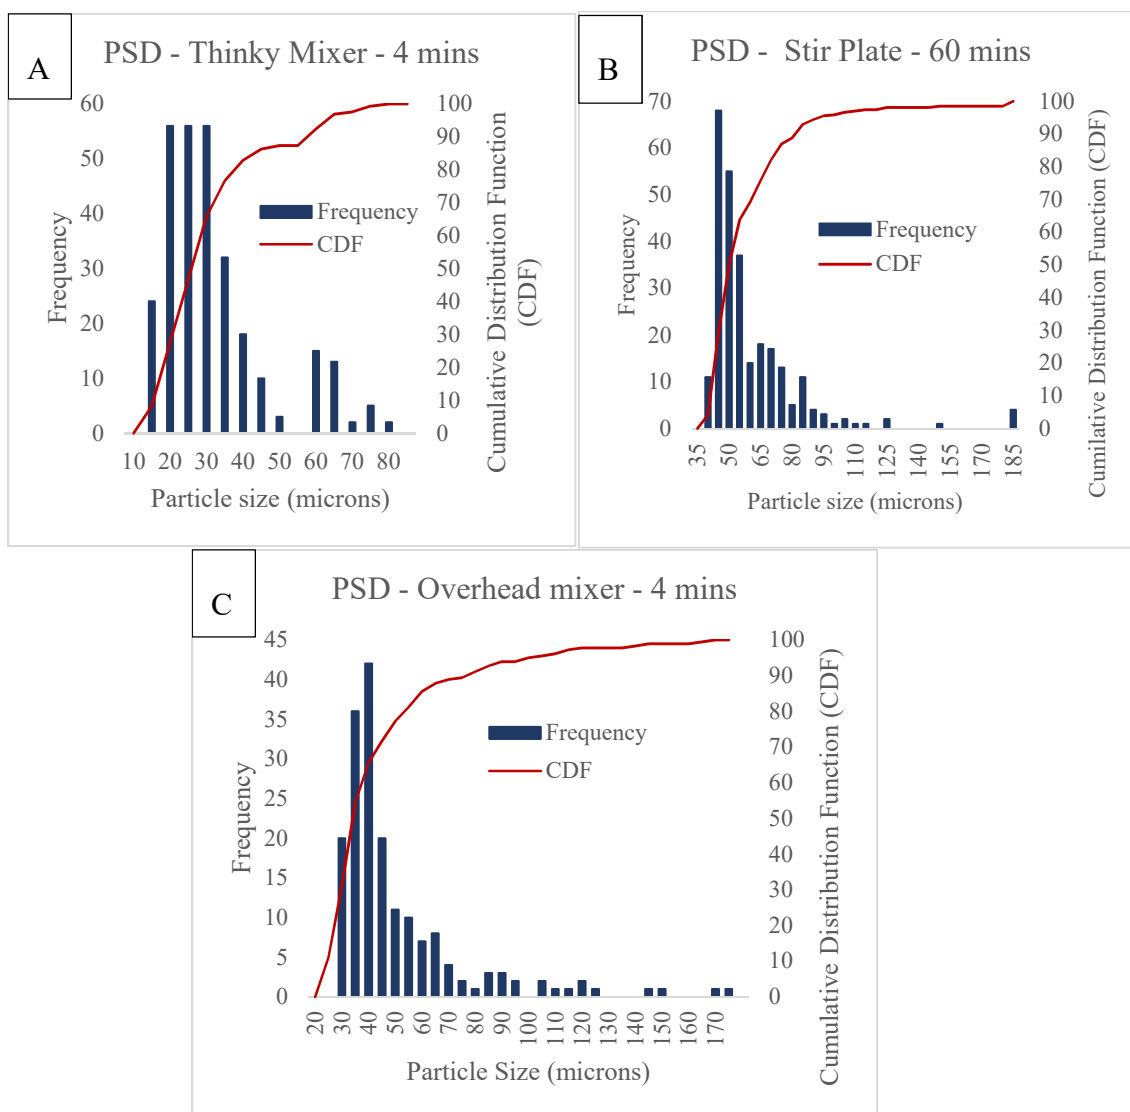 A
PSD - Thinky Mixer - 4 mins
60
50
40
30
20
10
0
Frequency
100
90
80
70
60
50
40
30
20
10
0
Cumulative Distribution Function
(CDF)
Frequency
CDF
10 20 30 40 50 60 70 80
Particle size (microns)
B
PSD - Stir Plate - 60 mins
70
60
50
40
30
20
10
0
Frequency
100
90
80
70
60
50
40
30
20
10
0
Cumilative Distribution Function (CDF)
Frequency
CDF
35 50 65 80 95 110 125 140 155 170 185
Particle size (microns)
C
PSD - Overhead mixer - 4 mins
45
40
35
30
25
20
15
10
5
0
Frequency
100
90
80
70
60
50
40
30
20
10
0
Cumulative Distribution Function (CDF)
Frequency
CDF
20 30 40 50 60 70 80 90 100 110 120 130 140 150 160 170
Particle Size (microns)